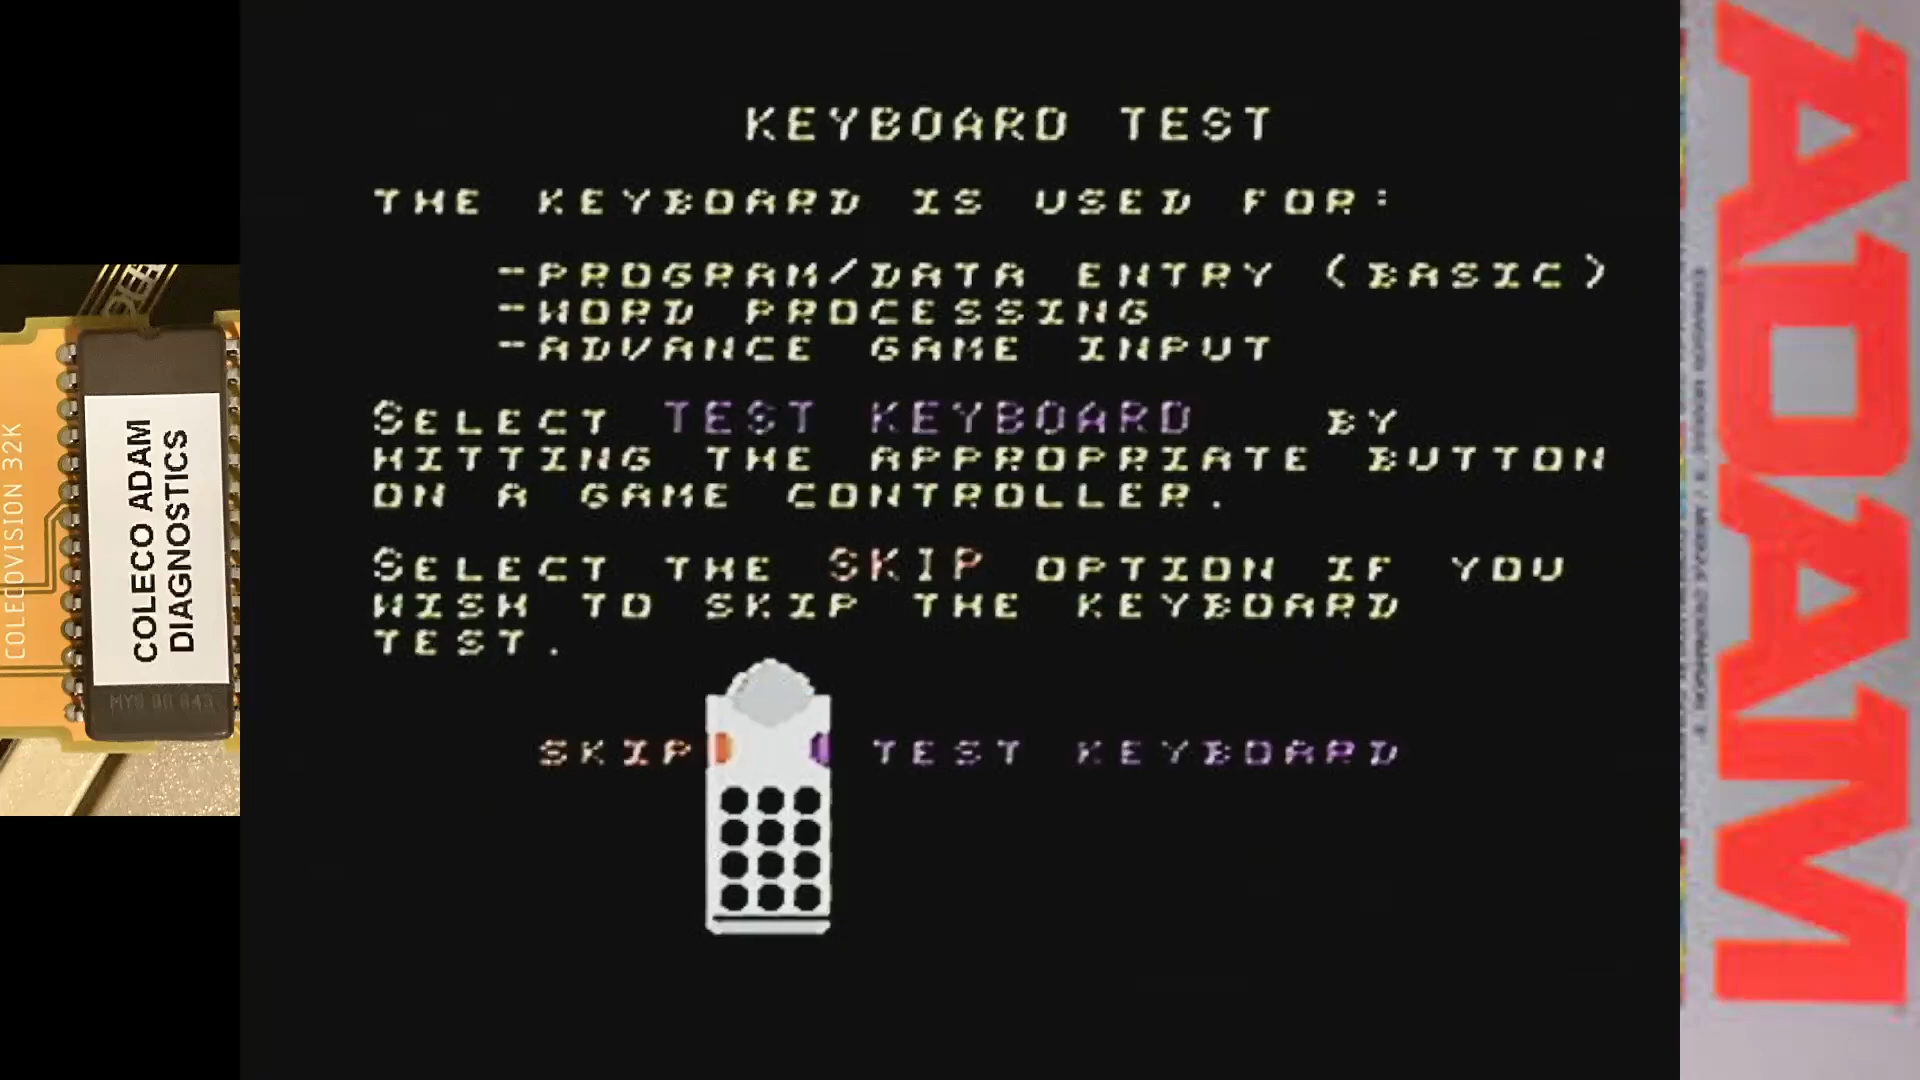 KEYBOARD TEST
THE KEYBOARD IS USED FOR:
-PROGRAM/DATA ENTRY (BASIC)
-WORD PROCESSING
-ADVANCE GAME INPUT
SELECT TEST KEYBOARD BY
HITTING THE APPROPRIATE BUTTON
ON A GAME CONTROLLER.
SELECT THE SKIP OPTION IF YOU
WISH TO SKIP THE KEYBOARD
TEST.
SKIP TEST KEYBOARD
COLECOVISION 32K
COLECO ADAM
DIAGNOSTICS
ADAM